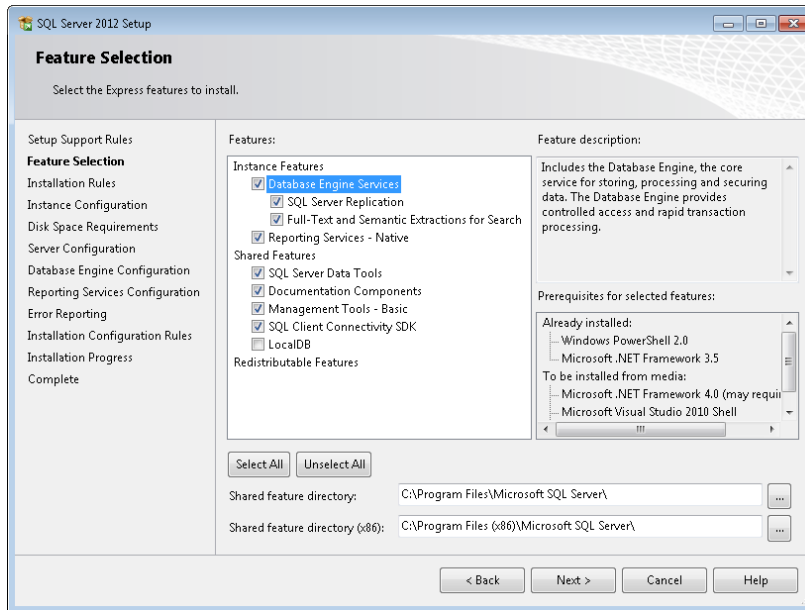 SQL Server 2012 Setup
Feature Selection
Select the Express features to install.
Setup Support Rules
Feature Selection
Installation Rules
Instance Configuration
Disk Space Requirements
Server Configuration
Database Engine Configuration
Reporting Services Configuration
Error Reporting
Installation Configuration Rules
Installation Progress
Complete
Features:
Instance Features
Database Engine Services
SQL Server Replication
Full-Text and Semantic Extractions for Search
Reporting Services - Native
Shared Features
SQL Server Data Tools
Documentation Components
Management Tools - Basic
SQL Client Connectivity SDK
LocalDB
Redistributable Features
Feature description:
Includes the Database Engine, the core
service for storing, processing and securing
data. The Database Engine provides
controlled access and rapid transaction
processing.
Prerequisites for selected features:
Already installed:
Windows PowerShell 2.0
Microsoft .NET Framework 3.5
To be installed from media:
Microsoft .NET Framework 4.0 (may requi
Microsoft Visual Studio 2010 Shell
Select All
Unselect All
Shared feature directory:
C:\Program Files\Microsoft SQL Server\
...
Shared feature directory (x86):
C:\Program Files (x86)\Microsoft SQL Server\
...
< Back
Next >
Cancel
Help